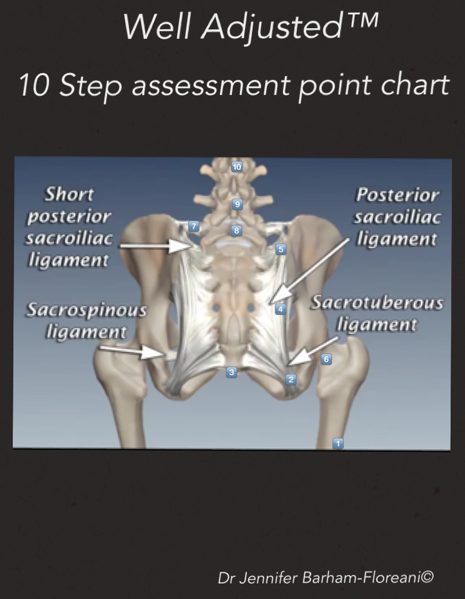 Well Adjusted™
10 Step assessment point chart
10
Short
posterior
sacroiliac
ligament
Posterior
sacroiliac
ligament
9
7
8
5
Sacrospinous
ligament
4
Sacrotuberous
ligament
6
3
2
1
Dr Jennifer Barham-Floreani©